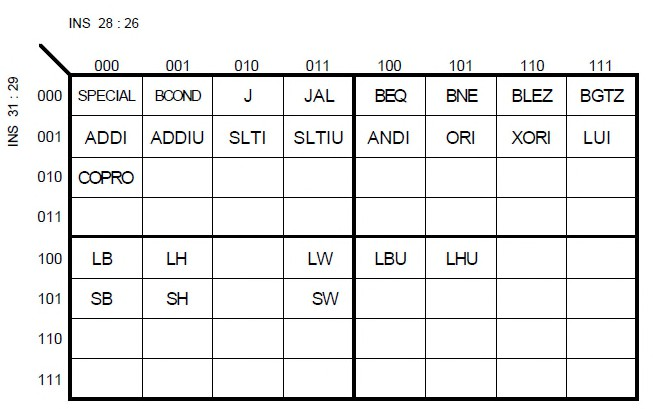 INS 28 : 26
INS 31 : 29
000 001 010 011 100 101 110 111
000 SPECIAL BCOND J JAL BEQ BNE BLEZ BGTZ
001 ADDI ADDIU SLTI SLTIU ANDI ORI XORI LUI
010 COPRO
011
100 LB LH LW LBU LHU
101 SB SH SW
110
111